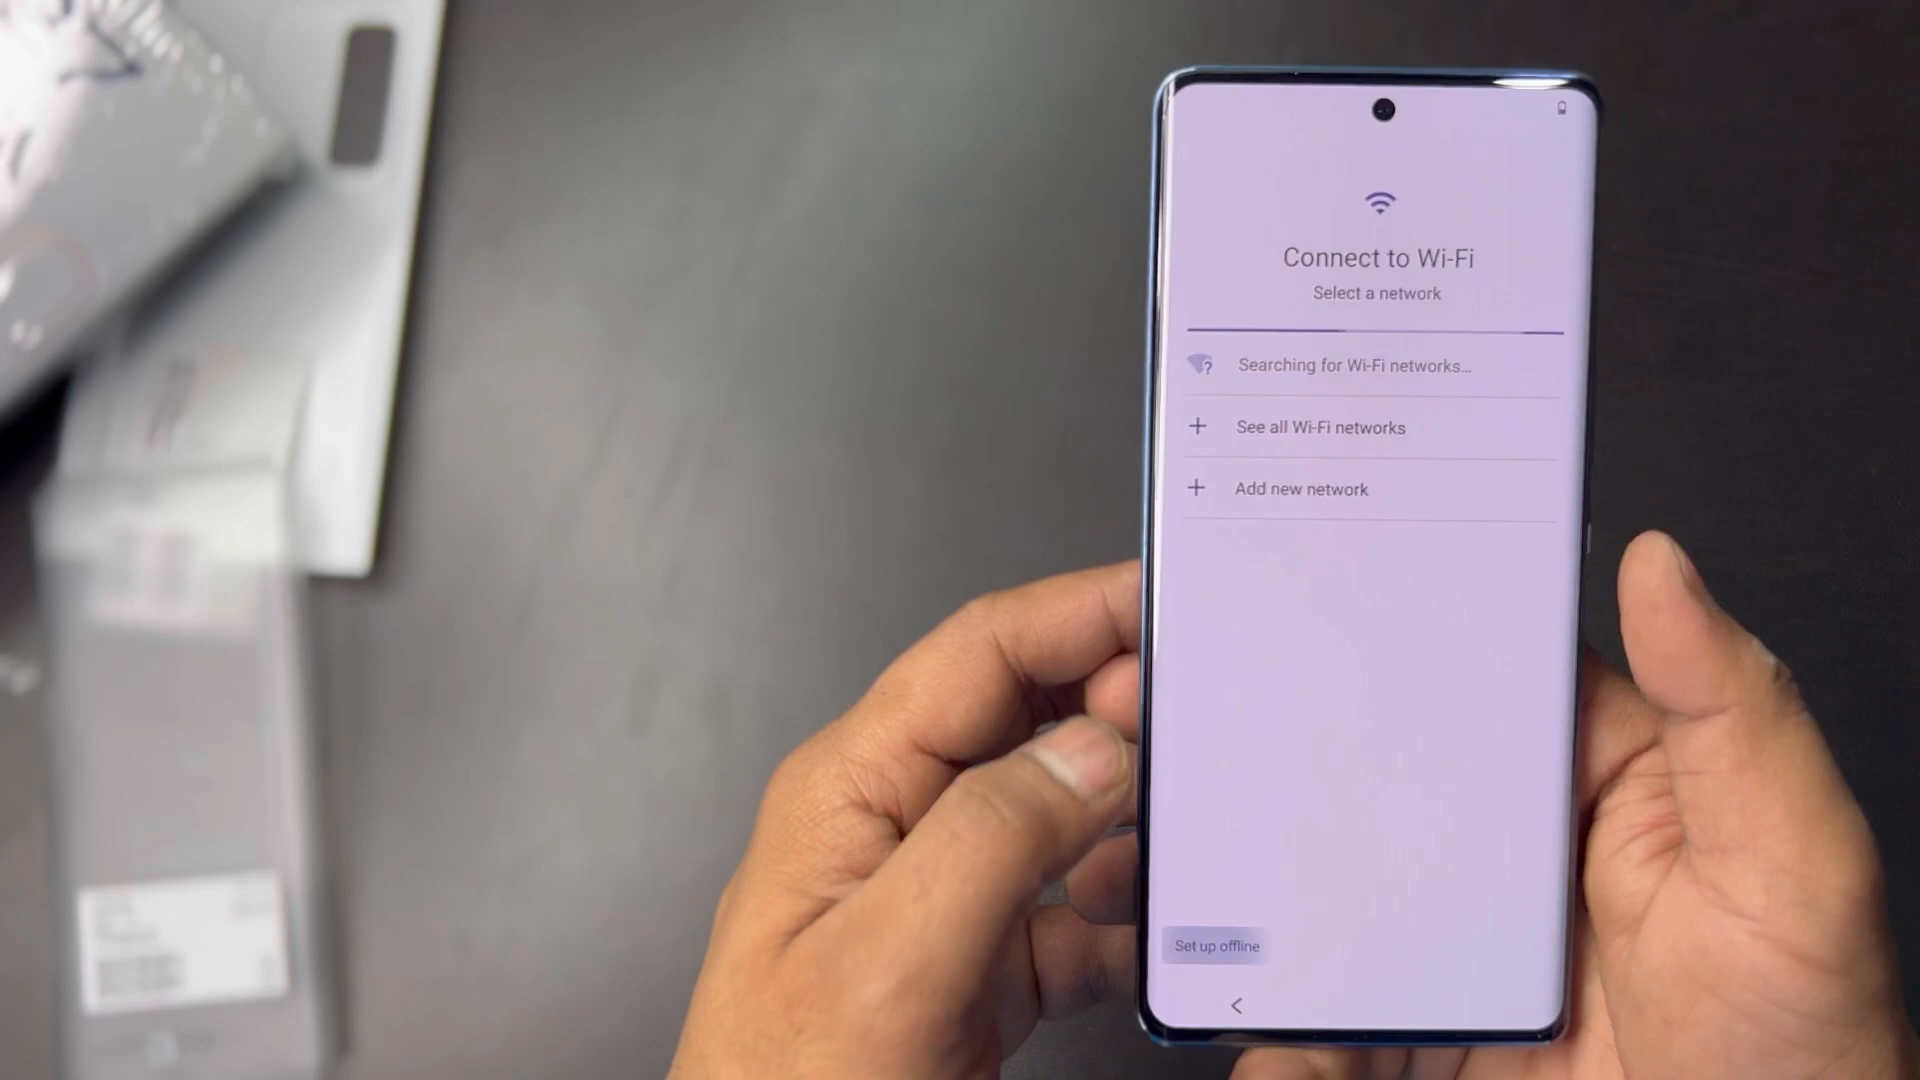 Connect to Wi-Fi
Select a network
Searching for Wi-Fi networks…
See all Wi-Fi networks
Add new network
Set up offline